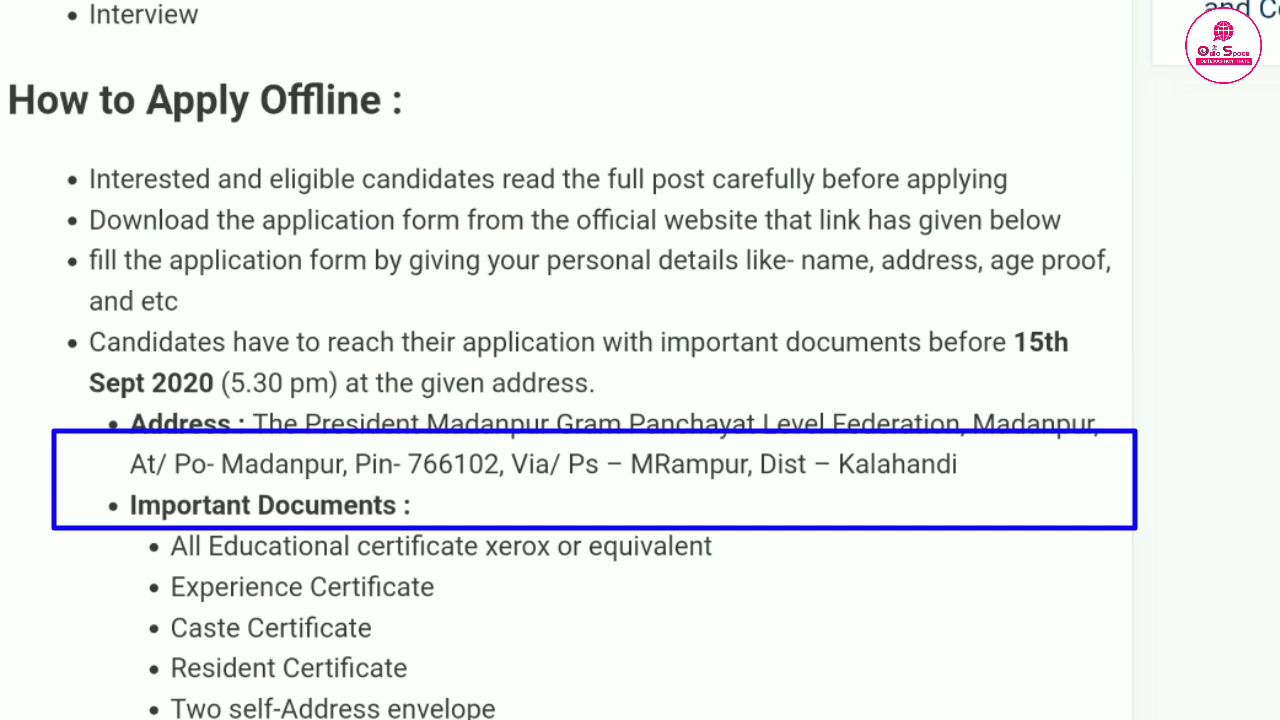 Interview
and C
How to Apply Offline :
Interested and eligible candidates read the full post carefully before applying
Download the application form from the official website that link has given below
fill the application form by giving your personal details like- name, address, age proof,
and etc
Candidates have to reach their application with important documents before 15th
Sept 2020 (5.30 pm) at the given address.
Address : The President Madanpur Gram Panchayat Level Federation, Madanpur,
At/ Po- Madanpur, Pin- 766102, Via/ Ps – MRampur, Dist – Kalahandi
Important Documents :
All Educational certificate xerox or equivalent
Experience Certificate
Caste Certificate
Resident Certificate
Two self-Address envelope